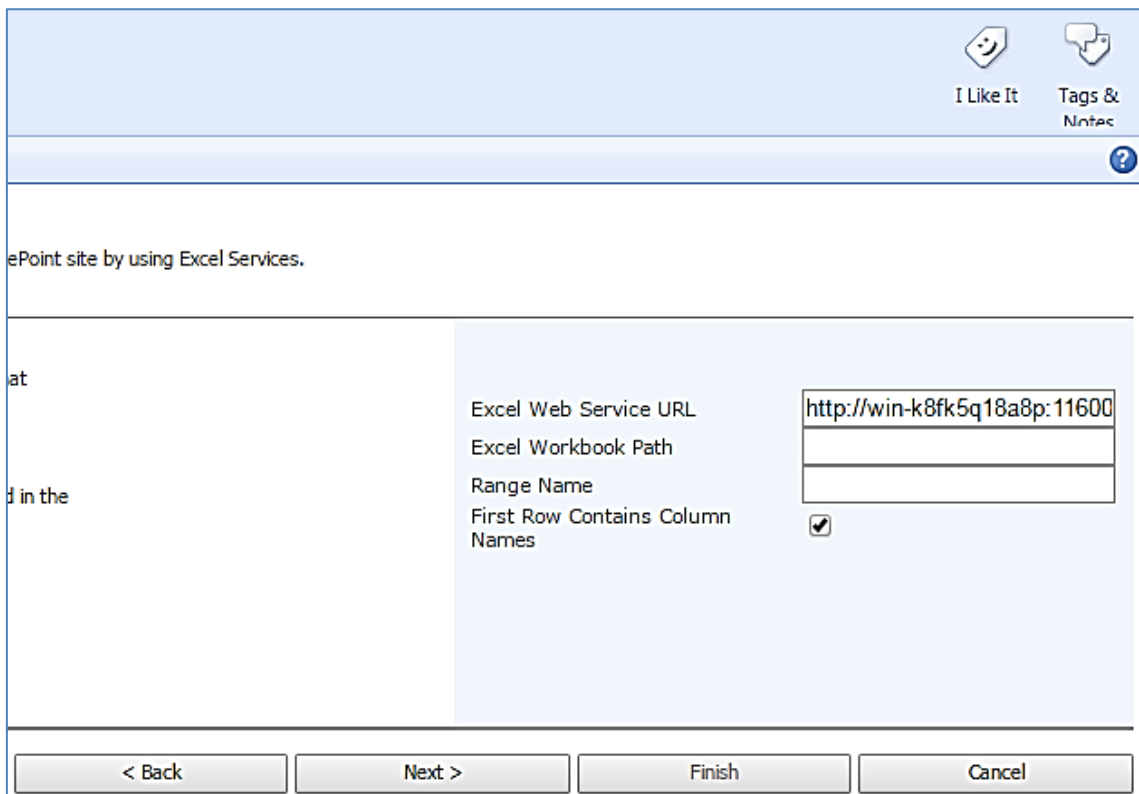 I Like It
Tags &
Notes
?
ePoint site by using Excel Services.
at
Excel Web Service URL
http://win-k8fk5q18a8p:11600
Excel Workbook Path
d in the
Range Name
First Row Contains Column
Names
< Back
Next >
Finish
Cancel